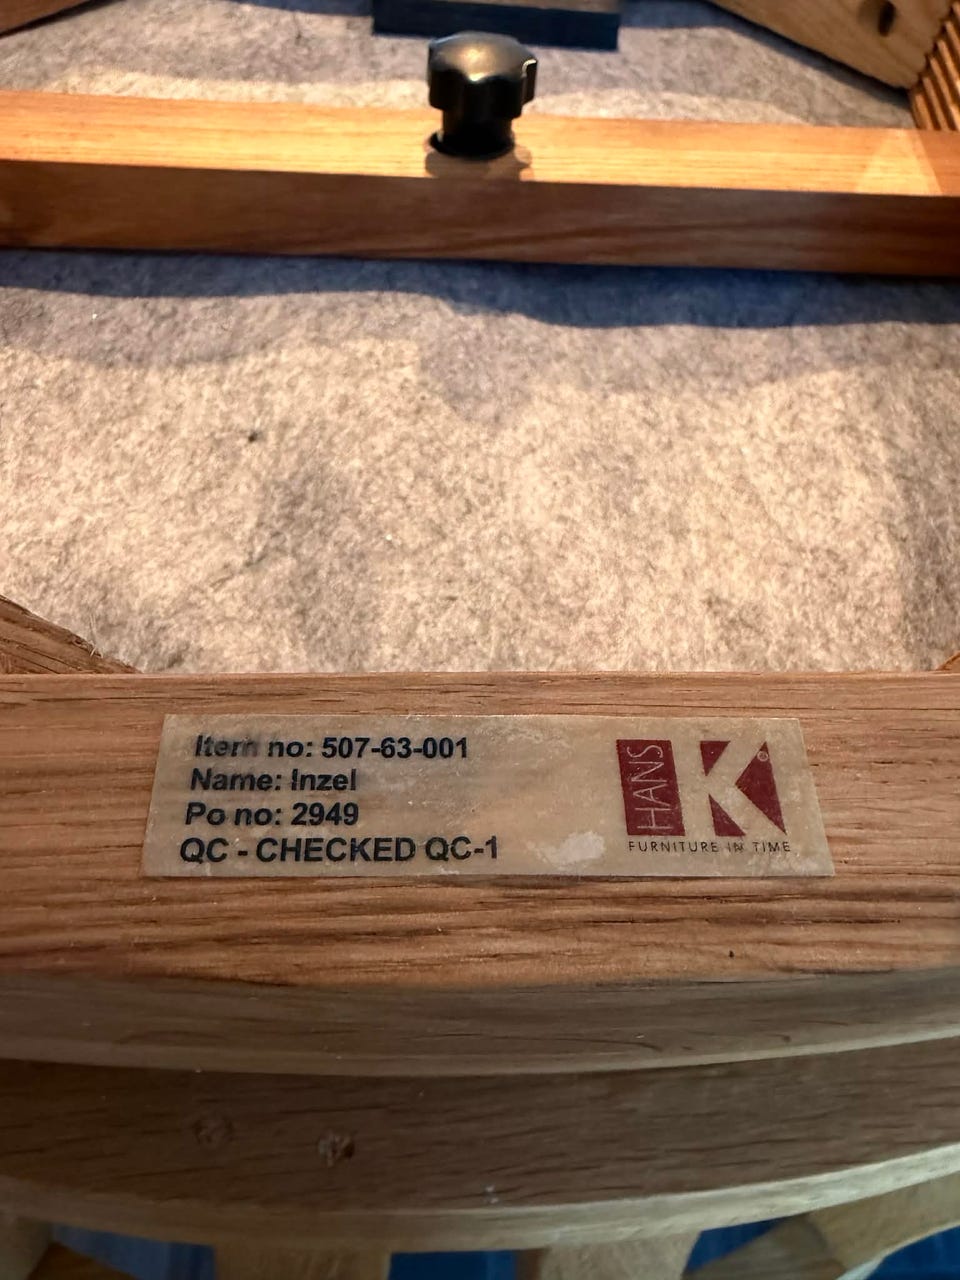 Item no: 507-63-001
Name: Inzel
Po no: 2949
QC - CHECKED QC-1
HANS K®
FURNITURE IN TIME